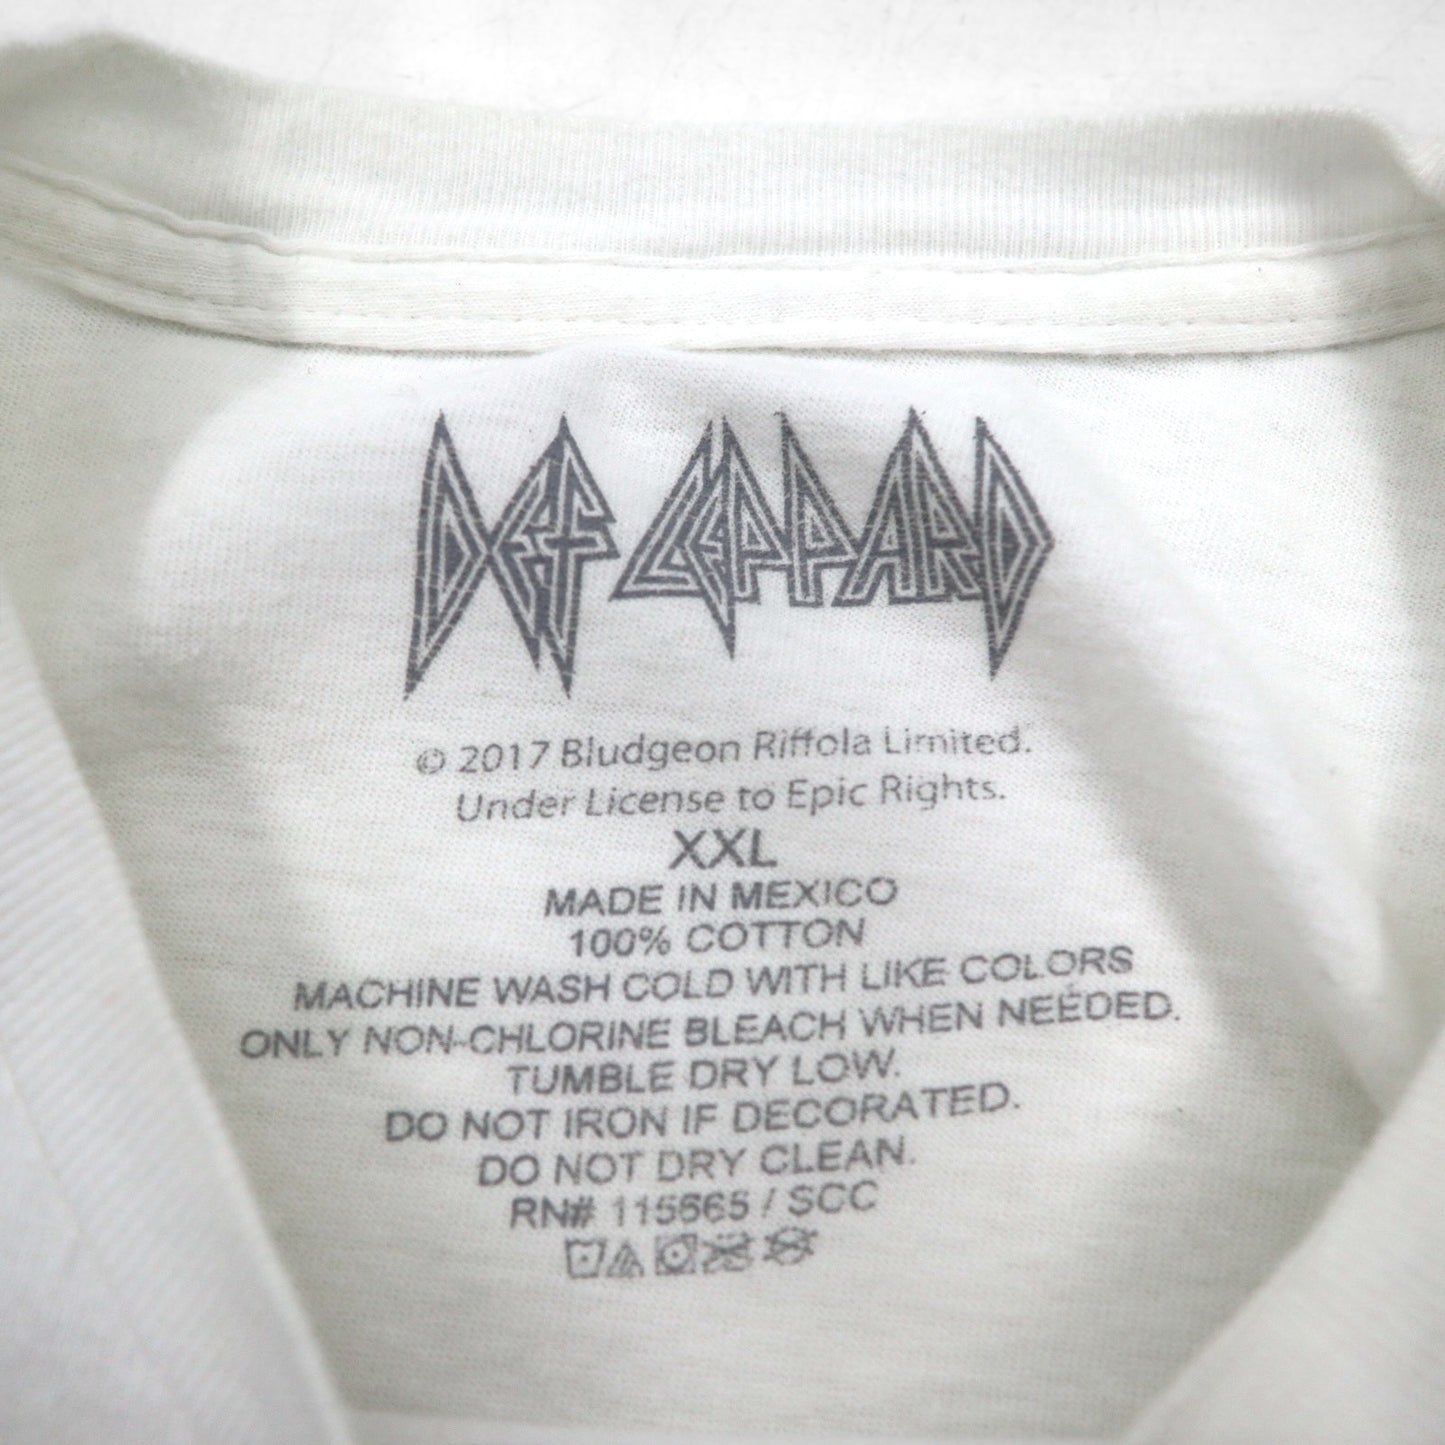 DEF LEPPARD
© 2017 Bludgeon Riffola Limited.
Under License to Epic Rights.
XXL
MADE IN MEXICO
100% COTTON
MACHINE WASH COLD WITH LIKE COLORS
ONLY NON-CHLORINE BLEACH WHEN NEEDED.
TUMBLE DRY LOW.
DO NOT IRON IF DECORATED.
DO NOT DRY CLEAN.
RN# 115665 / SCC